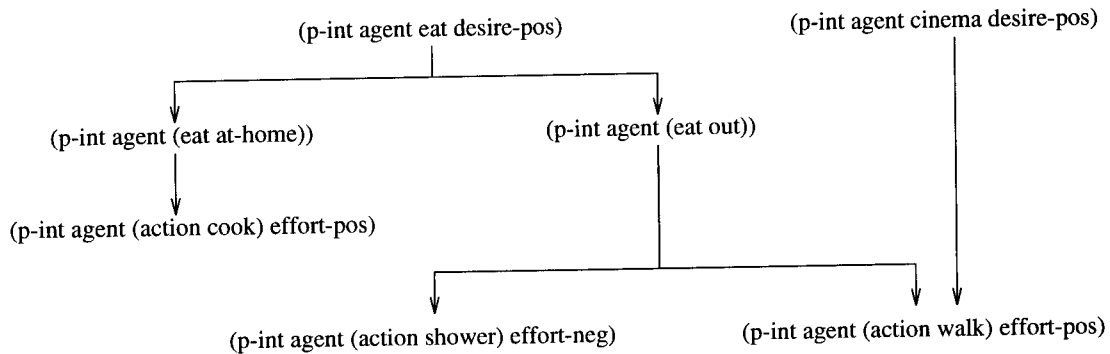 (p-int agent eat desire-pos)
(p-int agent cinema desire-pos)
(p-int agent (eat at-home))
(p-int agent (eat out))
(p-int agent (action cook) effort-pos)
(p-int agent (action shower) effort-neg)
(p-int agent (action walk) effort-pos)